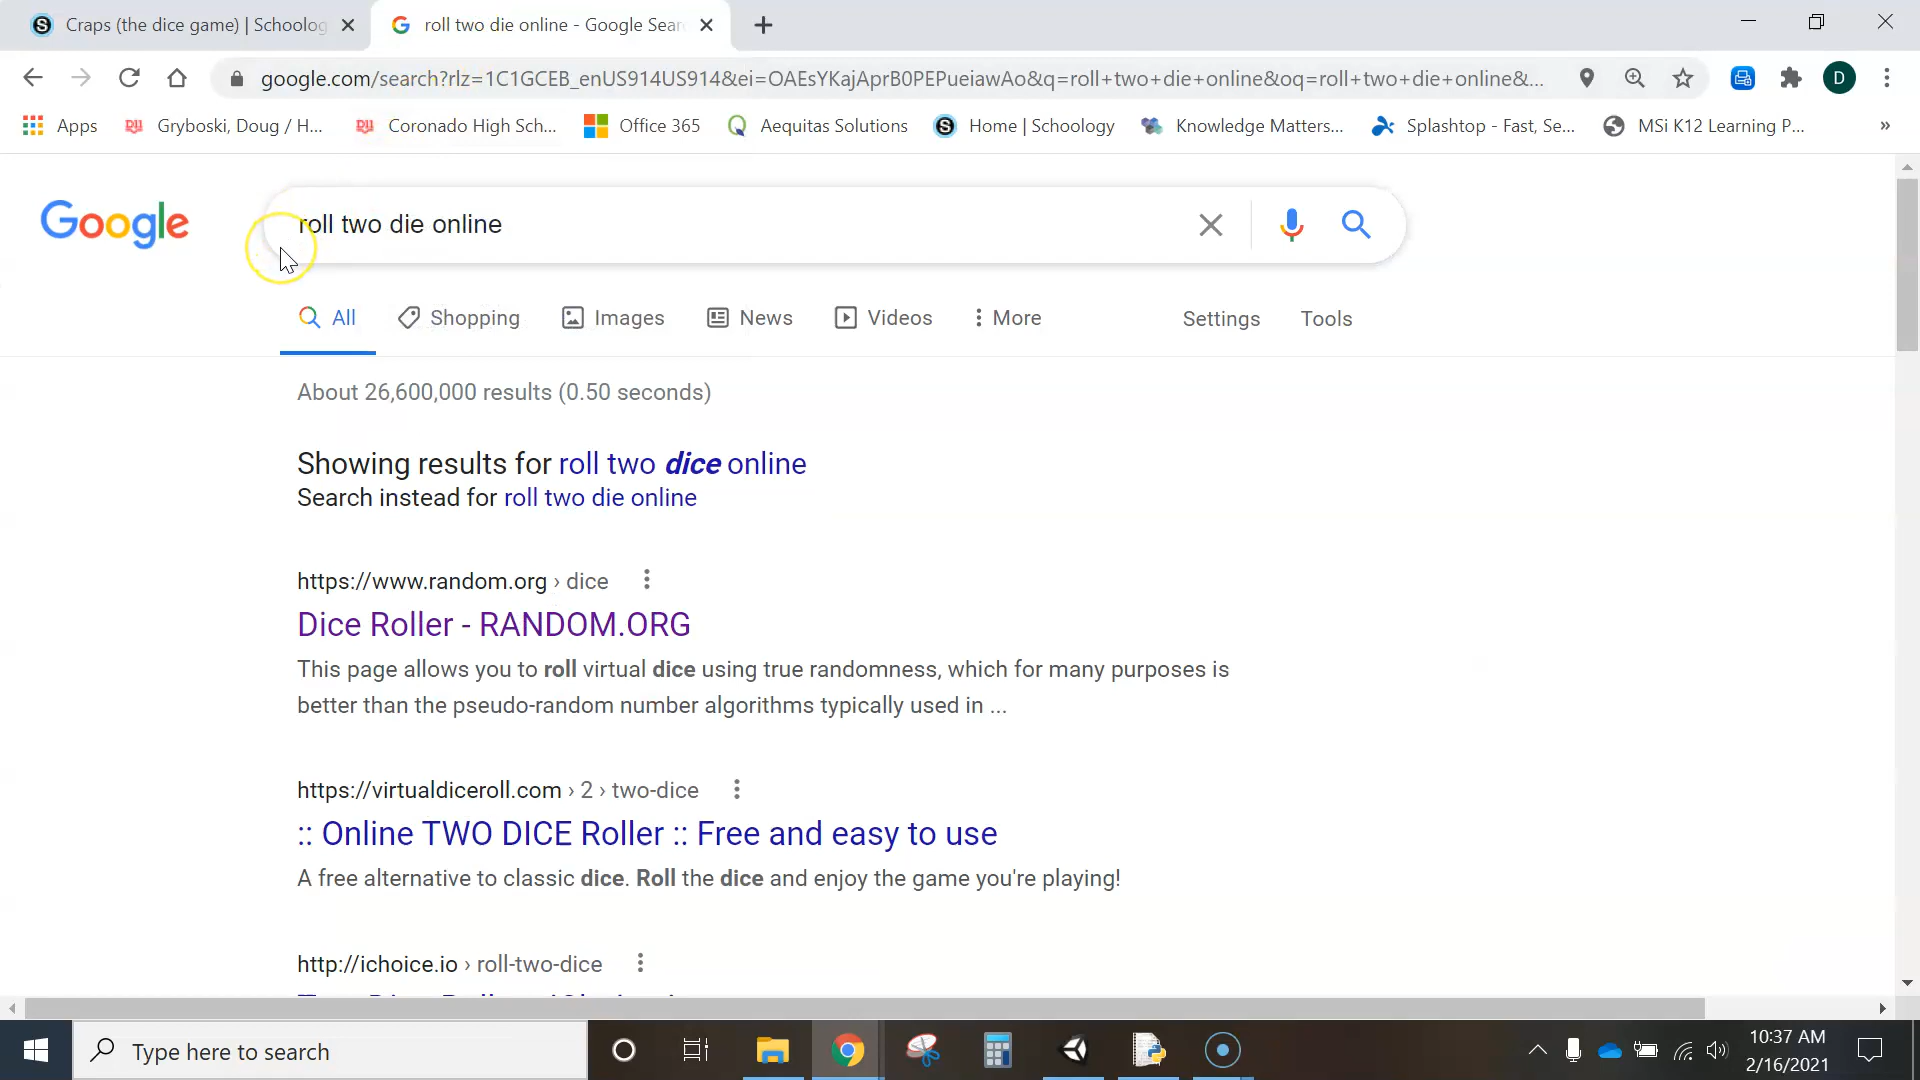 Craps (the dice game) | Schoolog
roll two die online - Google Sear
google.com/search?rlz=1C1GCEB_enUS914US914&ei=OAEsYKajAprB0PEPueiawAo&q=roll+two+die+online&oq=roll+two+die+online&...
D
Apps
Gryboski, Doug / H...
Coronado High Sch...
Office 365
Aequitas Solutions
Home | Schoology
Knowledge Matters...
Splashtop - Fast, Se...
MSi K12 Learning P...
»
Google
roll two die online
All
Shopping
Images
News
Videos
More
Settings
Tools
About 26,600,000 results (0.50 seconds)
Showing results for roll two dice online
Search instead for roll two die online
https://www.random.org › dice
Dice Roller - RANDOM.ORG
This page allows you to roll virtual dice using true randomness, which for many purposes is
better than the pseudo-random number algorithms typically used in ...
https://virtualdiceroll.com › 2 › two-dice
:: Online TWO DICE Roller :: Free and easy to use
A free alternative to classic dice. Roll the dice and enjoy the game you're playing!
http://ichoice.io › roll-two-dice
Type here to search
10:37 AM
2/16/2021